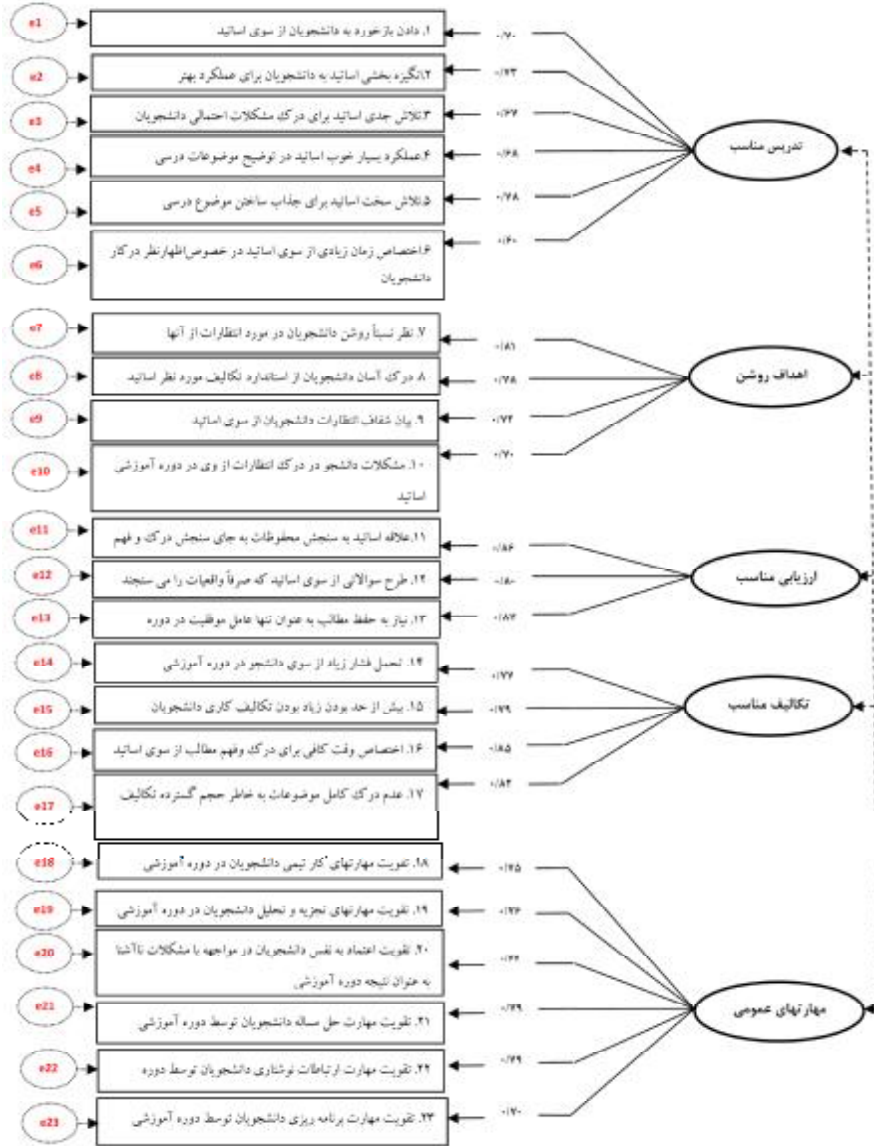 e1
۱. دادن بازخورد به دانشجویان از سوی اساتید
۰/۷۰
e2
۲.انگیزه بخشی اساتید به دانشجویان برای عملکرد بهتر
e3
۳.تلاش جدی اساتید برای درک مشکلات احتمالی دانشجویان
۰/۶۷
e4
۴.عملکرد بسیار خوب اساتید در توضیح موضوعات درسی
۰/۶۸
تدریس مناسب
e5
۵.تلاش سخت اساتید برای جذاب ساختن موضوع درسی
۰/۷۸
e6
۶.اختصاص زمان زیادی از سوی اساتید در خصوص اظهارنظر درکار
دانشجویان
۰/۶۰
e7
۷. نظر نسبتاً روشن دانشجویان در مورد انتظارات از آنها
۰/۸۱
e8
۸. درک آسان دانشجویان از استاندارد تکالیف مورد نظر اساتید
۰/۷۸
اهداف روشن
e9
۹. بیان شفاف انتظارات دانشجویان از سوی اساتید
e10
۱۰. مشکلات دانشجو در درک انتظارات از وی در دوره آموزشی
اساتید
۰/۷۰
e11
۱۱.علاقه اساتید به سنجش محفوظات به جای سنجش درک و فهم
۰/۸۶
e12
۱۲. طرح سوالاتی از سوی اساتید که صرفاً واقعیات را می سنجند
۰/۸۰
ارزیابی مناسب
e13
۱۳. نیاز به حفظ مطالب به عنوان تنها عامل موفقیت در دوره
e14
۱۴. تحمل فشار زیاد از سوی دانشجو در دوره آموزشی
e15
۱۵. بیش از حد بودن زیاد بودن تکالیف کاری دانشجویان
۰/۷۹
تکالیف مناسب
e16
۱۶. اختصاص وقت کافی برای درک وفهم مطالب از سوی اساتید
۰/۸۵
e17
۱۷. عدم درک کامل موضوعات به خاطر حجم گسترده تکالیف
e18
۱۸. تقویت مهارتهای کار تیمی دانشجویان در دوره آموزشی
۰/۷۵
e19
۱۹. تقویت مهارتهای تجزیه و تحلیل دانشجویان در دوره آموزشی
۰/۷۶
e20
۲۰. تقویت اعتماد به نفس دانشجویان در مواجهه با مشکلات ناآشنا
به عنوان نتیجه دوره آموزشی
e21
۲۱. تقویت مهارت حل مساله دانشجویان توسط دوره آموزشی
۰/۷۹
مهارتهای عمومی
e22
۲۲. تقویت مهارت ارتباطات نوشتاری دانشجویان توسط دوره
۰/۷۹
e23
۲۳. تقویت مهارت برنامه ریزی دانشجویان توسط دوره آموزشی
۰/۷۰